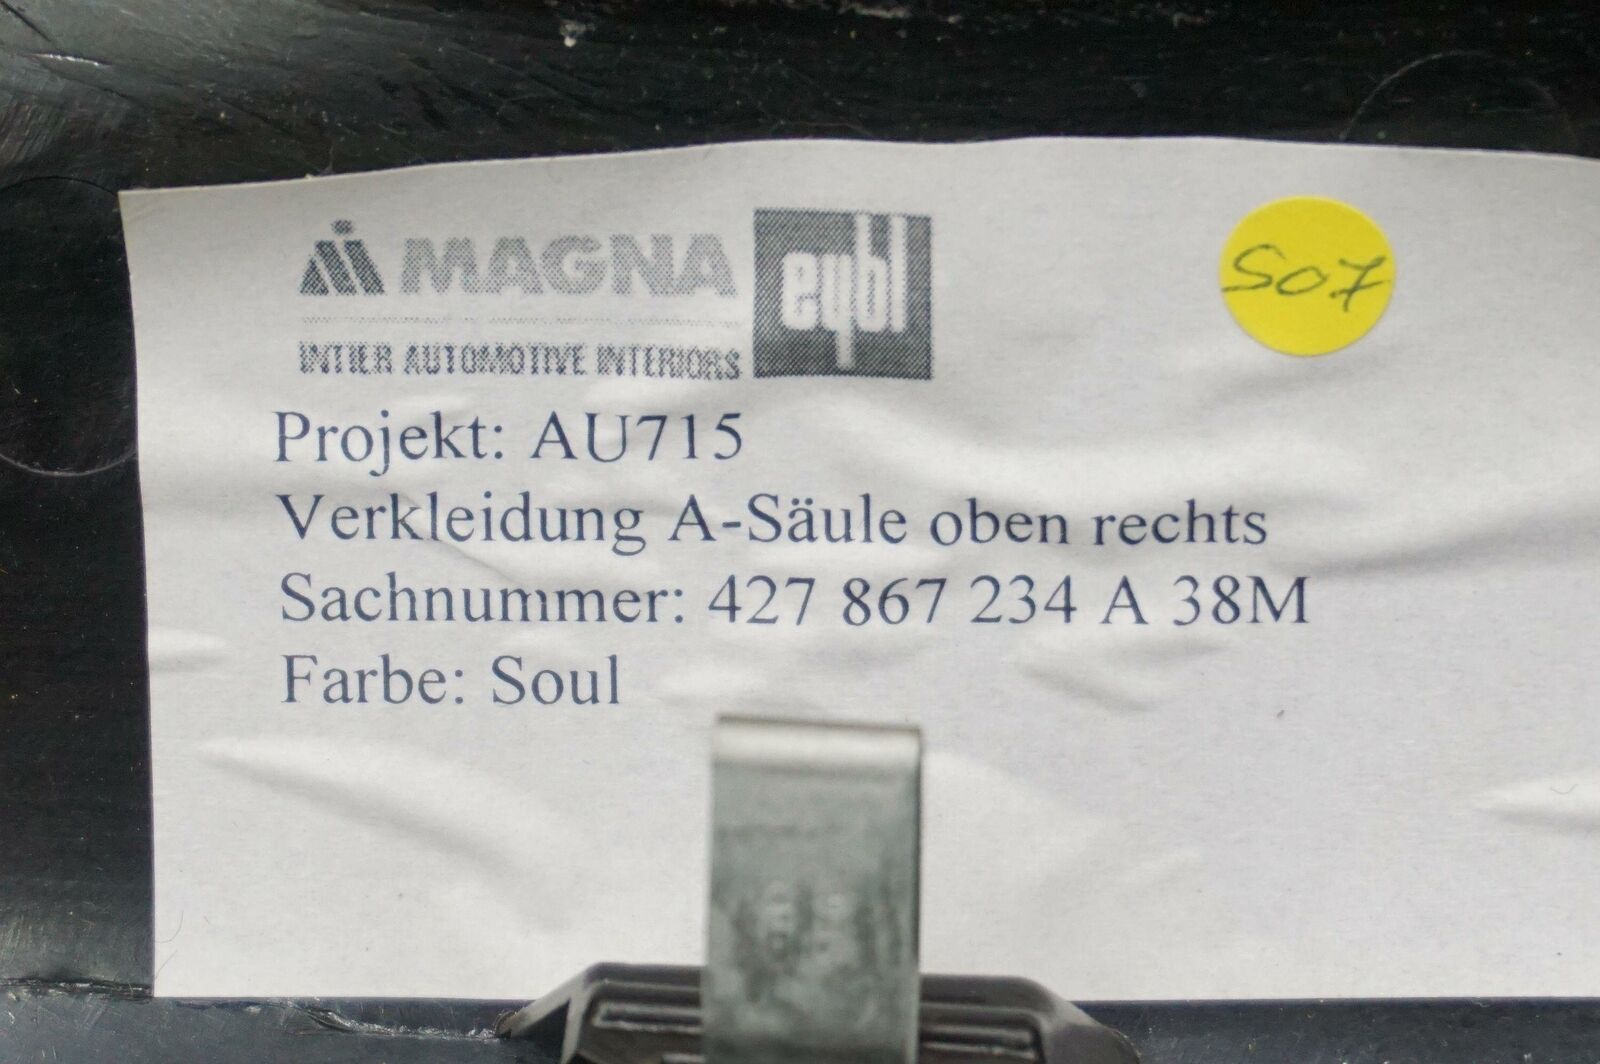 MAGNA eybl
S07
INTIER AUTOMOTIVE INTERIORS
Projekt: AU715
Verkleidung A-Säule oben rechts
Sachnummer: 427 867 234 A 38M
Farbe: Soul